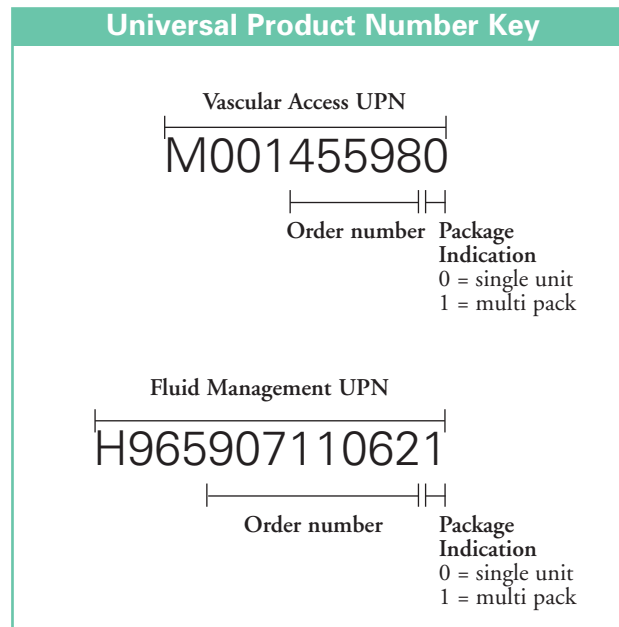 Universal Product Number Key
Vascular Access UPN
M001455980
Order number
Package
Indication
0 = single unit
1 = multi pack
Fluid Management UPN
H965907110621
Order number
Package
Indication
0 = single unit
1 = multi pack